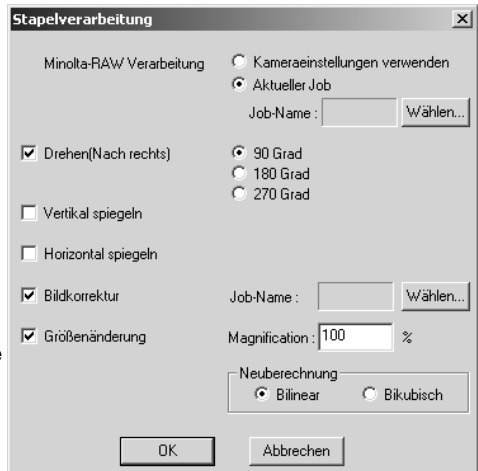 Stapelverarbeitung
Minolta-RAW Verarbeitung
Kameraeinstellungen verwenden
Aktueller Job
Job-Name :
Wählen...
Drehen(Nach rechts)
90 Grad
180 Grad
270 Grad
Vertikal spiegeln
Horizontal spiegeln
Bildkorrektur
Job-Name :
Wählen...
Größenänderung
Magnification :
100
%
Neuberechnung
Bilinear
Bikubisch
OK
Abbrechen